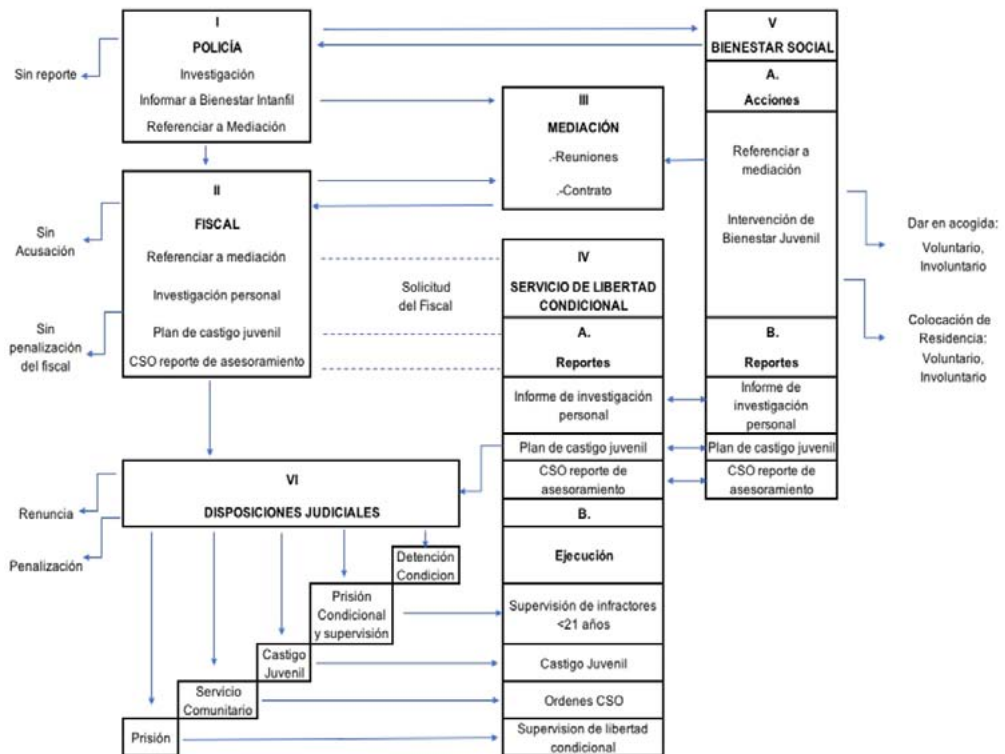 I
POLICÍA
Investigación
Informar a Bienestar Intanfil
Referenciar a Mediación
Sin reporte
V
BIENESTAR SOCIAL
A.
Acciones
Referenciar a
mediación
Intervención de
Bienestar Juvenil
III
MEDIACIÓN
.-Reuniones
.-Contrato
II
FISCAL
Referenciar a mediación
Investigación personal
Plan de castigo juvenil
CSO reporte de asesoramiento
Sin
Acusación
Sin
penalización
del fiscal
Solicitud
del Fiscal
Dar en acogida:
Voluntario,
Involuntario
Colocación de
Residencia:
Voluntario,
Involuntario
IV
SERVICIO DE LIBERTAD
CONDICIONAL
A.
Reportes
Informe de investigación
personal
Plan de castigo juvenil
CSO reporte de
asesoramiento
B.
Reportes
Informe de
investigación
personal
Plan de castigo juvenil
CSO reporte de
asesoramiento
VI
DISPOSICIONES JUDICIALES
Renuncia
Penalización
B.
Ejecución
Supervisión de infractores
<21 años
Castigo Juvenil
Ordenes CSO
Supervision de libertad
condicional
Detención
Condicion
Prisión
Condicional
y supervisión
Castigo
Juvenil
Servicio
Comunitario
Prisión